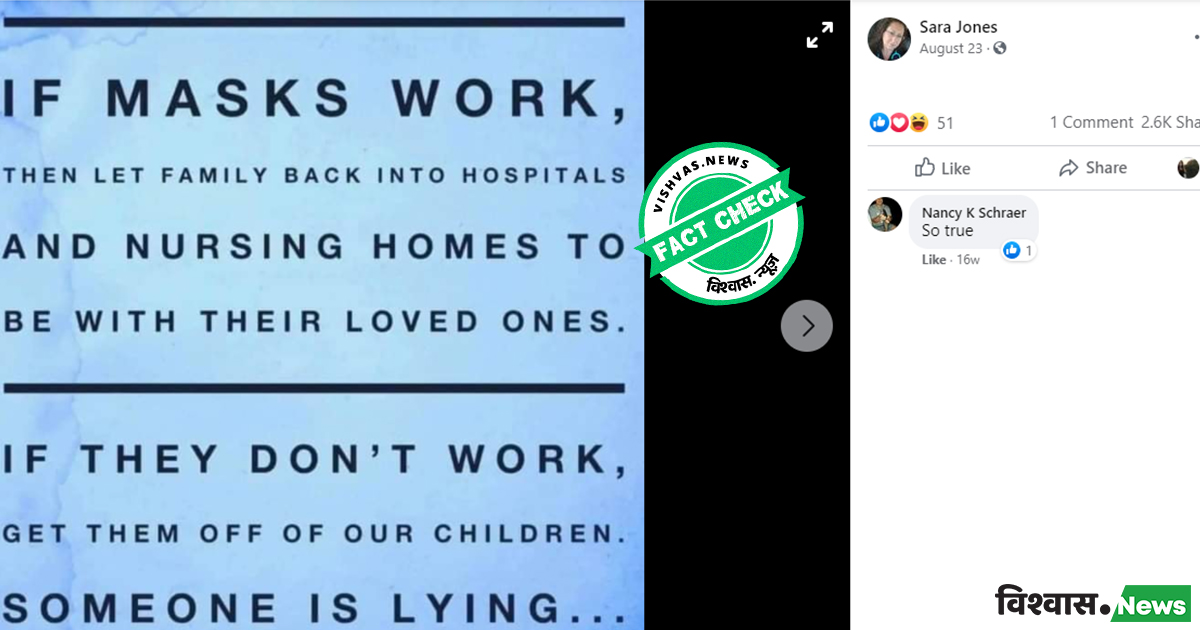 IF MASKS WORK,
THEN LET FAMILY BACK INTO HOSPITALS
AND NURSING HOMES TO
BE WITH THEIR LOVED ONES.
IF THEY DON’T WORK,
GET THEM OFF OF OUR CHILDREN.
SOMEONE IS LYING...
VISHVAS.NEWS
FACT CHECK
विश्वास.न्यूज़
Sara Jones
August 23 ·
51
1 Comment 2.6K Sha
Like
Share
Nancy K Schraer
So true
1
Like · 16w
विश्वास.News